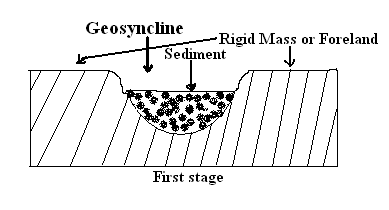 Geosyncline
Rigid Mass or Foreland
Sediment
First stage